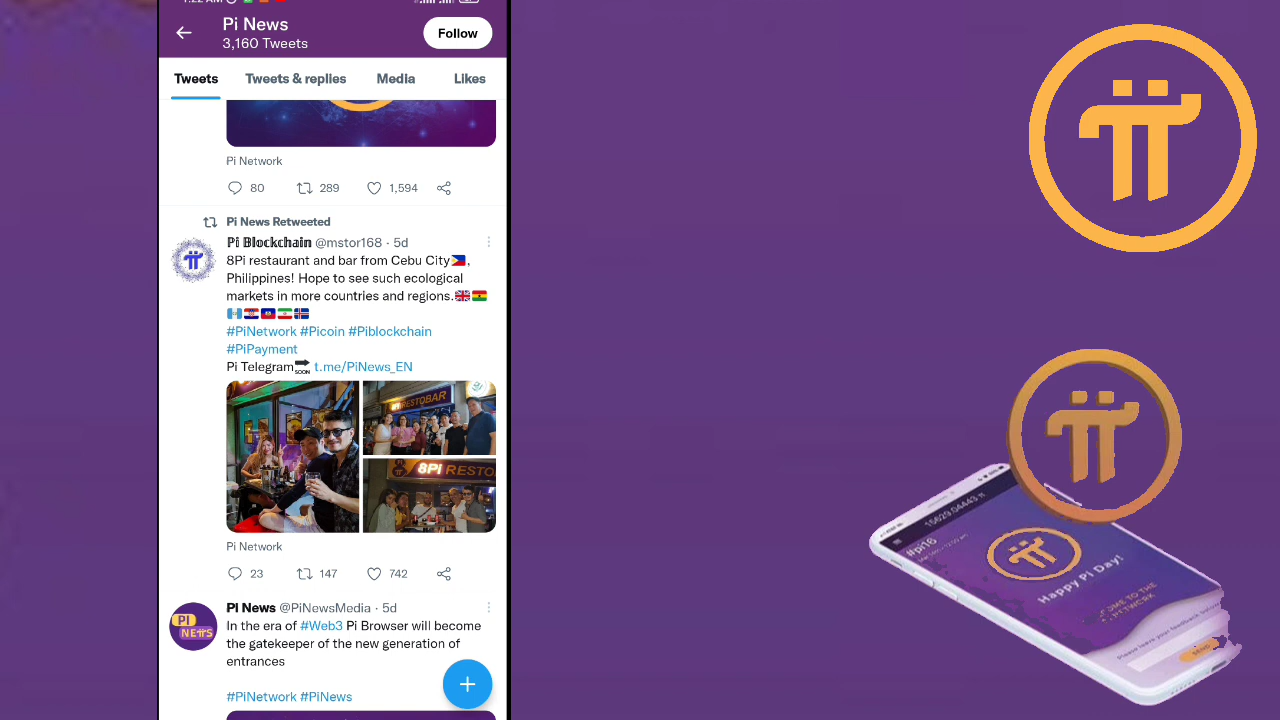 Pi News
3,160 Tweets
Follow
Tweets
Tweets & replies
Media
Likes
Pi Network
80
289
1,594
Pi News Retweeted
Pi Blockchain @mstor168 · 5d
8Pi restaurant and bar from Cebu City🇵🇭,
Philippines! Hope to see such ecological
markets in more countries and regions.🇬🇧🇬🇭
🇬🇹🇭🇷🇭🇹🇮🇷🇮🇸
#PiNetwork #Picoin #Piblockchain
#PiPayment
Pi Telegram🔜 t.me/PiNews_EN
RESTOBAR
8Pi RESTO
Pi Network
23
147
742
PI
NEWS
Pi News @PiNewsMedia · 5d
In the era of #Web3 Pi Browser will become
the gatekeeper of the new generation of
entrances
#PiNetwork #PiNews
#pi16
Happy Pi Day!